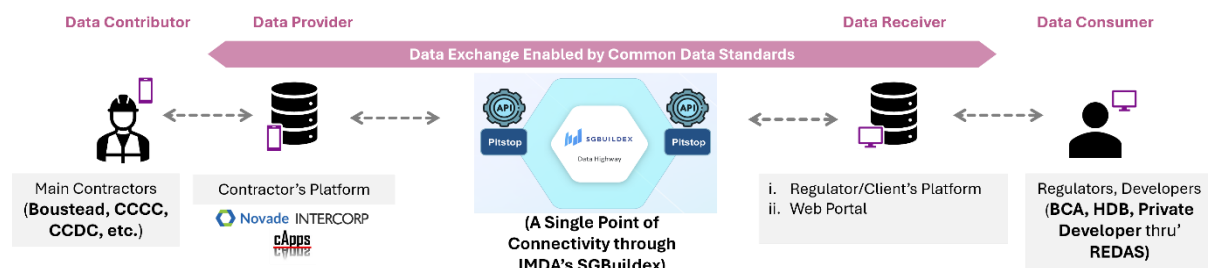 Data Contributor
Data Provider
Data Receiver
Data Consumer
Data Exchange Enabled by Common Data Standards
API
Pitstop
SGBUILDEX
Data Highway
API
Pitstop
Main Contractors
(Boustead, CCCC,
CCDC, etc.)
Contractor's Platform
Novade INTERCORP
cApps
(A Single Point of
Connectivity through
IMDA's SGBuildex)
i. Regulator/Client's Platform
ii. Web Portal
Regulators, Developers
(BCA, HDB, Private
Developer thru'
REDAS)